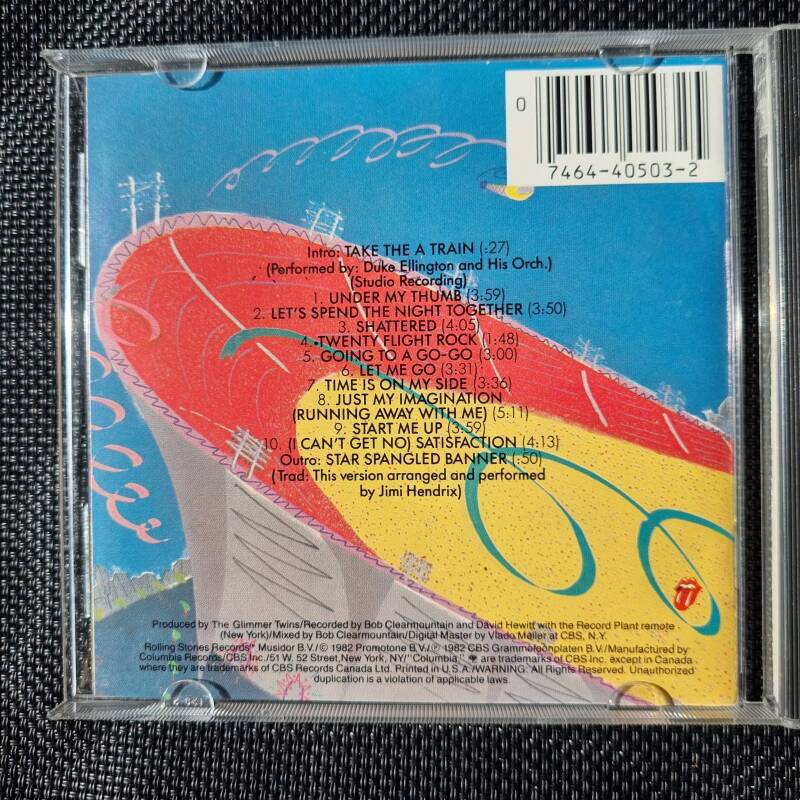 0
7464-40503-2
Intro: TAKE THE A TRAIN (:27)
(Performed by: Duke Ellington and His Orch.)
(Studio Recording)
1. UNDER MY THUMB (3:59)
2. LET'S SPEND THE NIGHT TOGETHER (3:50)
3. SHATTERED (4:05)
4. TWENTY FLIGHT ROCK (1:48)
5. GOING TO A GO-GO (3:00)
6. LET ME GO (3:31)
7. TIME IS ON MY SIDE (3:36)
8. JUST MY IMAGINATION
(RUNNING AWAY WITH ME) (5:11)
9. START ME UP (3:59)
10. (I CAN'T GET NO) SATISFACTION (4:13)
Outro: STAR SPANGLED BANNER (:50)
(Trad: This version arranged and performed
by Jimi Hendrix)
Produced by The Glimmer Twins/Recorded by Bob Clearmountain and David Hewitt with the Record Plant remote
(New York)/Mixed by Bob Clearmountain/Digital Master by Vlado Meller at CBS, N.Y.
Rolling Stones Records™ Musidor B.V./© 1982 Promotone B.V./℗ 1982 CBS Grammofoonplaten B.V./Manufactured by
Columbia Records/CBS Inc./51 W. 52 Street, New York, NY/"Columbia", are trademarks of CBS Inc. except in Canada
where they are trademarks of CBS Records Canada Ltd. Printed in U.S.A./WARNING: All Rights Reserved. Unauthorized
duplication is a violation of applicable laws.